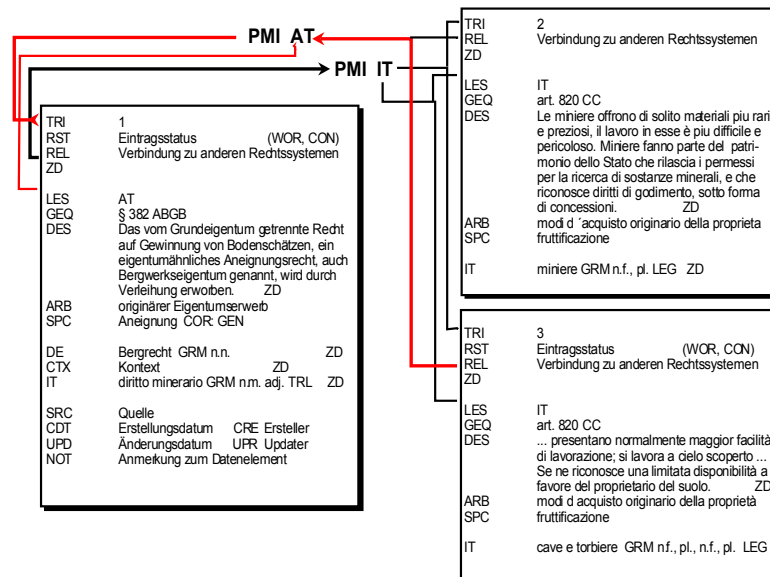 PMI AT
PMI IT
TRI 1
RST Eintragsstatus (WOR, CON)
REL Verbindung zu anderen Rechtssystemen
ZD
LES AT
GEQ § 382 ABGB
DES Das vom Grundeigentum getrennte Recht
auf Gewinnung von Bodenschätzen, ein
eigentumähnliches Aneignungsrecht, auch
Bergwerkseigentum genannt, wird durch
Verleihung erworben. ZD
ARB originärer Eigentumserwerb
SPC Aneignung COR: GEN
DE Bergrecht GRM n.n. ZD
CTX Kontext ZD
IT diritto minerario GRM n.m. adj. TRL ZD
SRC Quelle
CDT Erstellungsdatum CRE Ersteller
UPD Änderungsdatum UPR Updater
NOT Anmerkung zum Datenelement
TRI 2
REL Verbindung zu anderen Rechtssystemen
ZD
LES IT
GEQ art. 820 CC
DES Le miniere offrono di solito materiali piu rari
e preziosi, il lavoro in esse è piu difficile e
pericoloso. Miniere fanno parte del patri-
monio dello Stato che rilascia i permessi
per la ricerca di sostanze minerali, e che
riconosce diritti di godimento, sotto forma
di concessioni. ZD
ARB modi d ´acquisto originario della proprieta
SPC fruttificazione
IT miniere GRM n.f., pl. LEG ZD
TRI 3
RST Eintragsstatus (WOR, CON)
REL Verbindung zu anderen Rechtssystemen
ZD
LES IT
GEQ art. 820 CC
DES ... presentano normalmente maggior facilità
di lavorazione; si lavora a cielo scoperto ...
Se ne riconosce una limitata disponibilità a
favore del proprietario del suolo. ZD
ARB modi d acquisto originario della proprietà
SPC fruttificazione
IT cave e torbiere GRM n.f., pl., n.f., pl. LEG